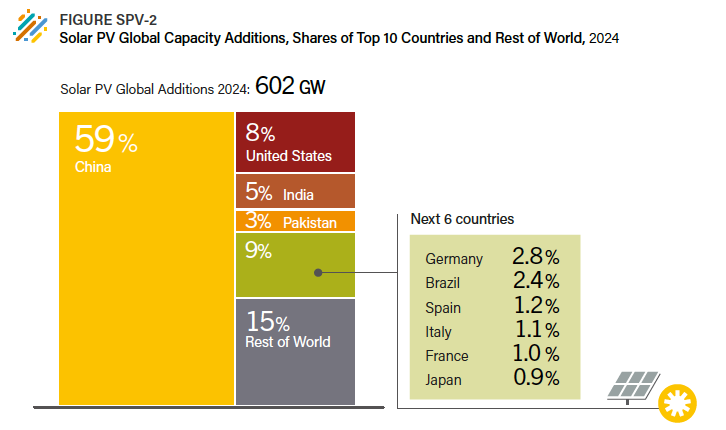 FIGURE SPV-2
Solar PV Global Capacity Additions, Shares of Top 10 Countries and Rest of World, 2024
Solar PV Global Additions 2024: 602 GW
59%
China
8%
United States
5% India
3% Pakistan
9%
15%
Rest of World
Next 6 countries
Germany 2.8%
Brazil 2.4%
Spain 1.2%
Italy 1.1%
France 1.0%
Japan 0.9%